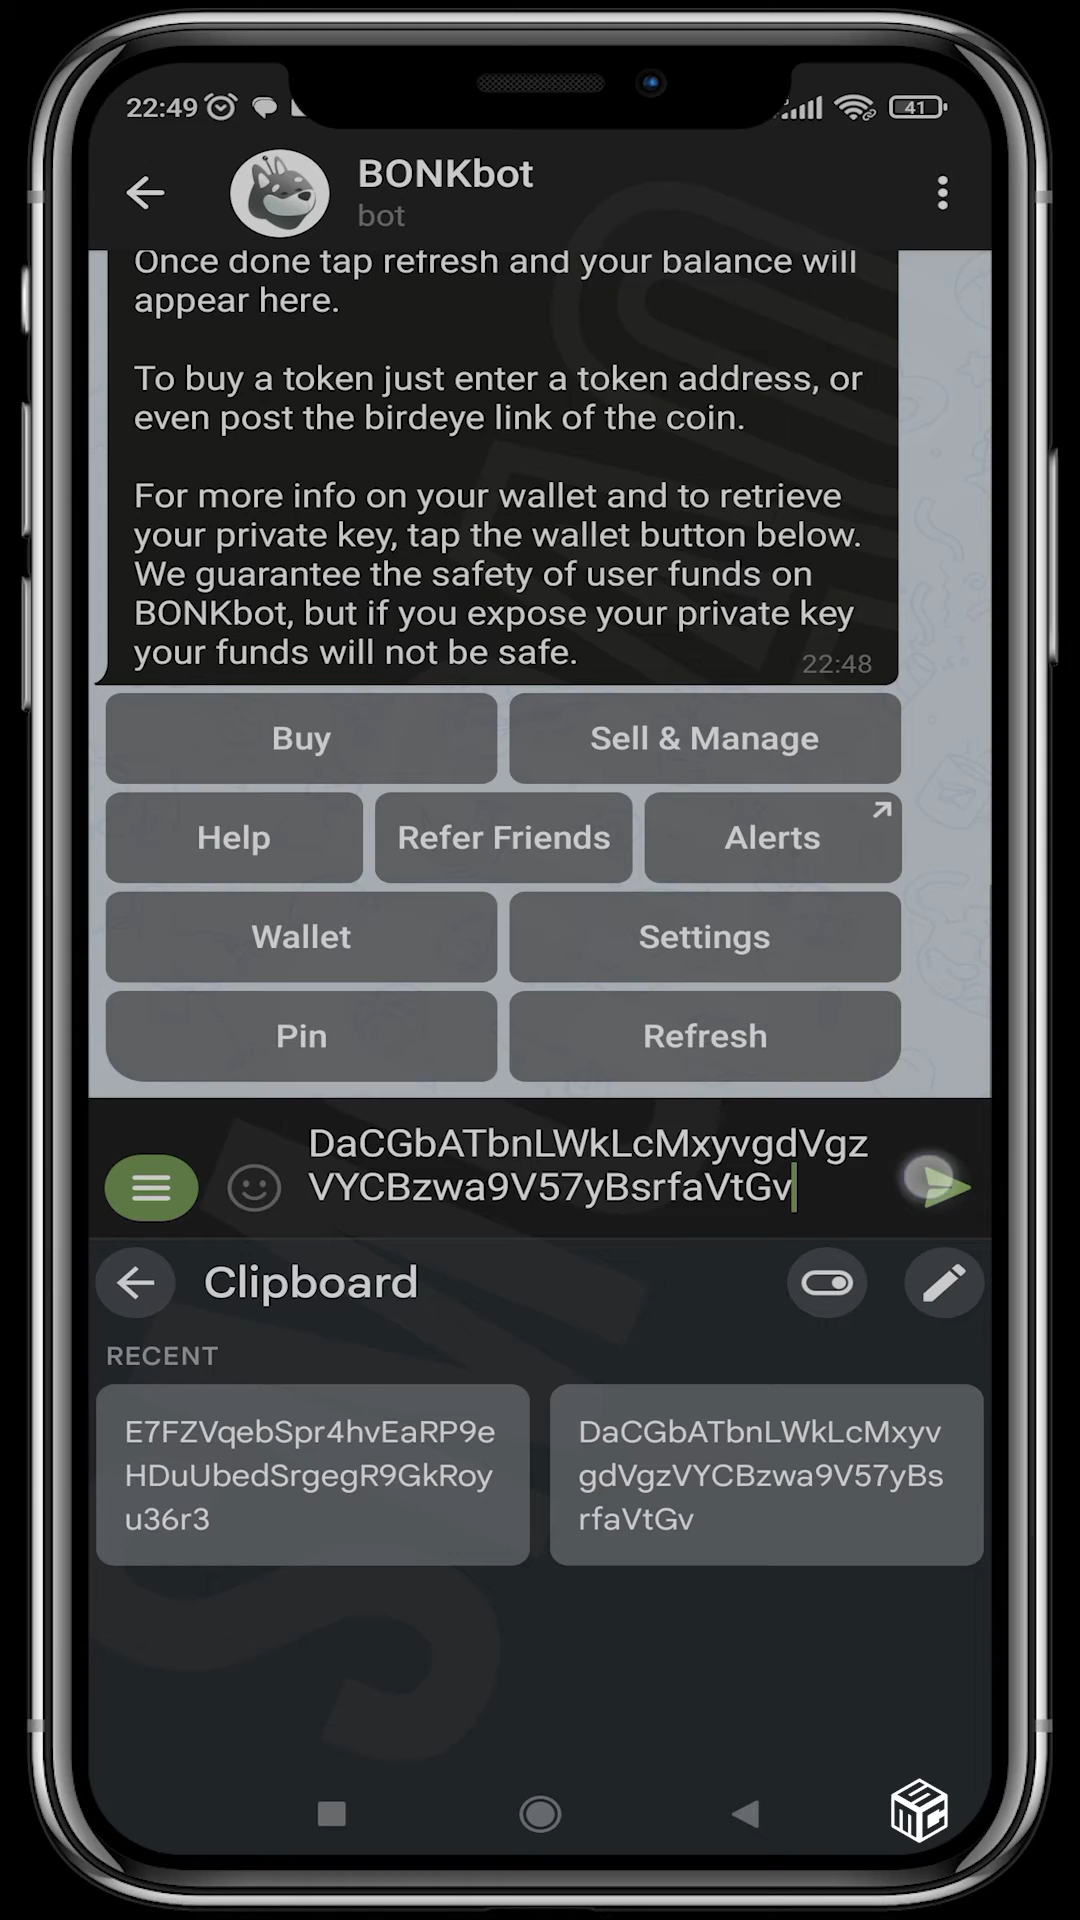 22:49
41
BONKbot
bot
Once done tap refresh and your balance will
appear here.
To buy a token just enter a token address, or
even post the birdeye link of the coin.
For more info on your wallet and to retrieve
your private key, tap the wallet button below.
We guarantee the safety of user funds on
BONKbot, but if you expose your private key
your funds will not be safe.
22:48
Buy
Sell & Manage
Help
Refer Friends
Alerts
Wallet
Settings
Pin
Refresh
DaCGbATbnLWkLcMxyvgdVgz
VYCBzwa9V57yBsrfaVtGv
Clipboard
RECENT
E7FZVqebSpr4hvEaRP9e
HDuUbedSrgegR9GkRoy
u36r3
DaCGbATbnLWkLcMxyv
gdVgzVYCBzwa9V57yBs
rfaVtGv
SMC